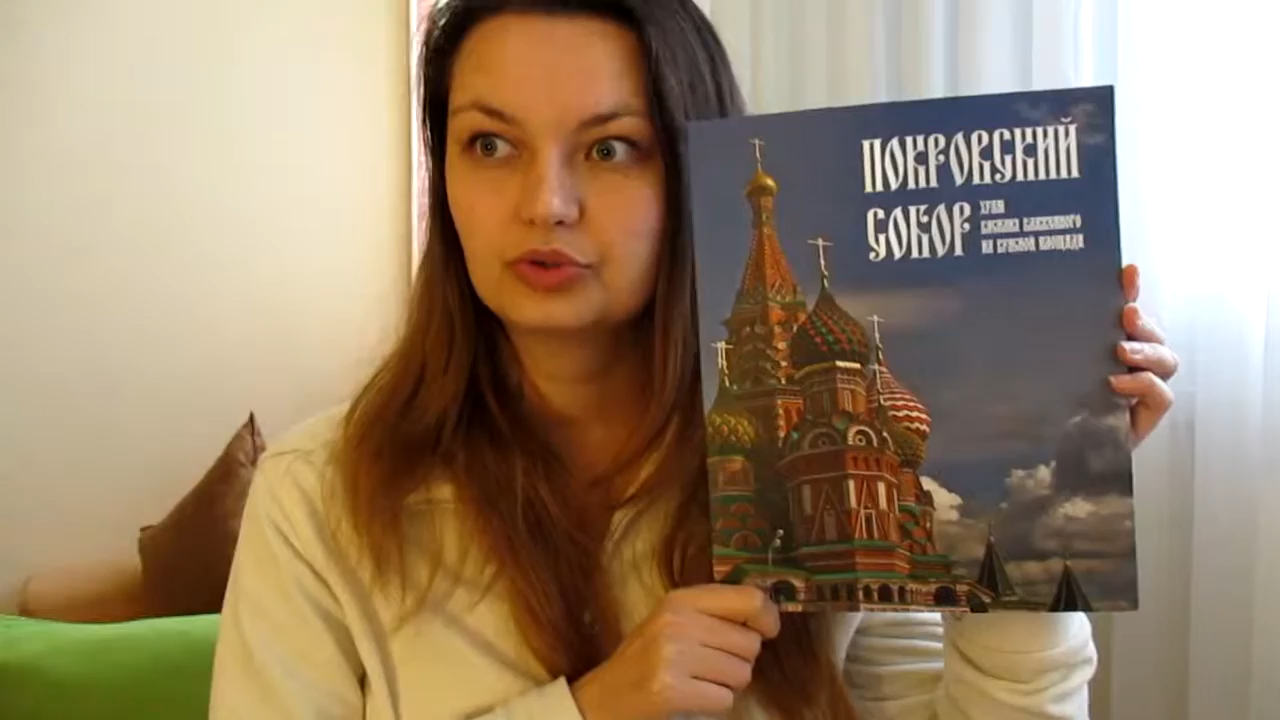 ПОКРОВСКИЙ
СОБОР
ХРАМ
ВАСИЛИЯ БЛАЖЕННОГО
НА КРАСНОЙ ПЛОЩАДИ